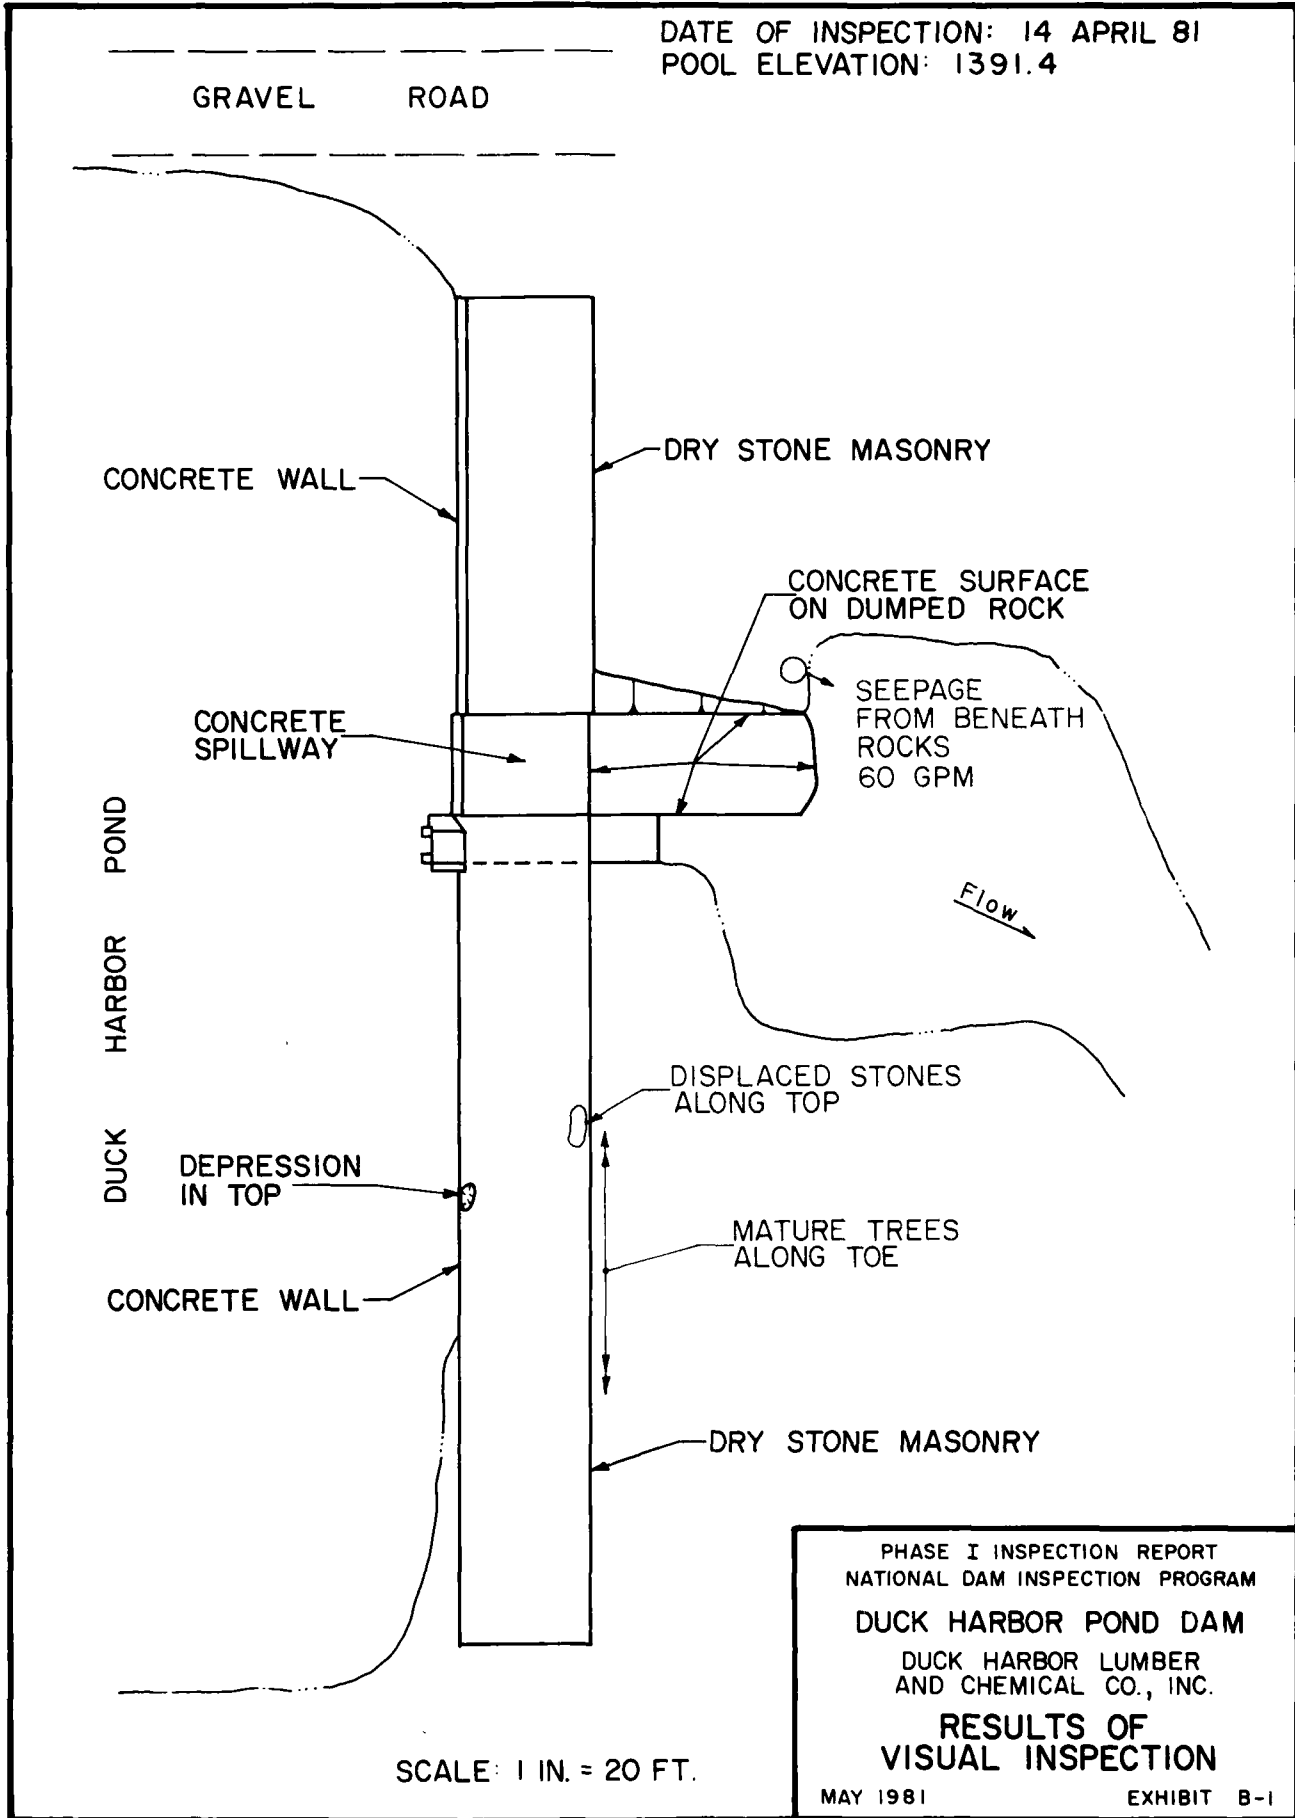 DATE OF INSPECTION: 14 APRIL 81
POOL ELEVATION: 1391.4
GRAVEL ROAD
DRY STONE MASONRY
CONCRETE WALL
CONCRETE SURFACE
ON DUMPED ROCK
SEEPAGE
FROM BENEATH
ROCKS
60 GPM
CONCRETE
SPILLWAY
DUCK HARBOR POND
Flow
DISPLACED STONES
ALONG TOP
DEPRESSION
IN TOP
MATURE TREES
ALONG TOE
CONCRETE WALL
DRY STONE MASONRY
SCALE: 1 IN. = 20 FT.
PHASE I INSPECTION REPORT
NATIONAL DAM INSPECTION PROGRAM
DUCK HARBOR POND DAM
DUCK HARBOR LUMBER
AND CHEMICAL CO., INC.
RESULTS OF
VISUAL INSPECTION
MAY 1981 EXHIBIT B-1